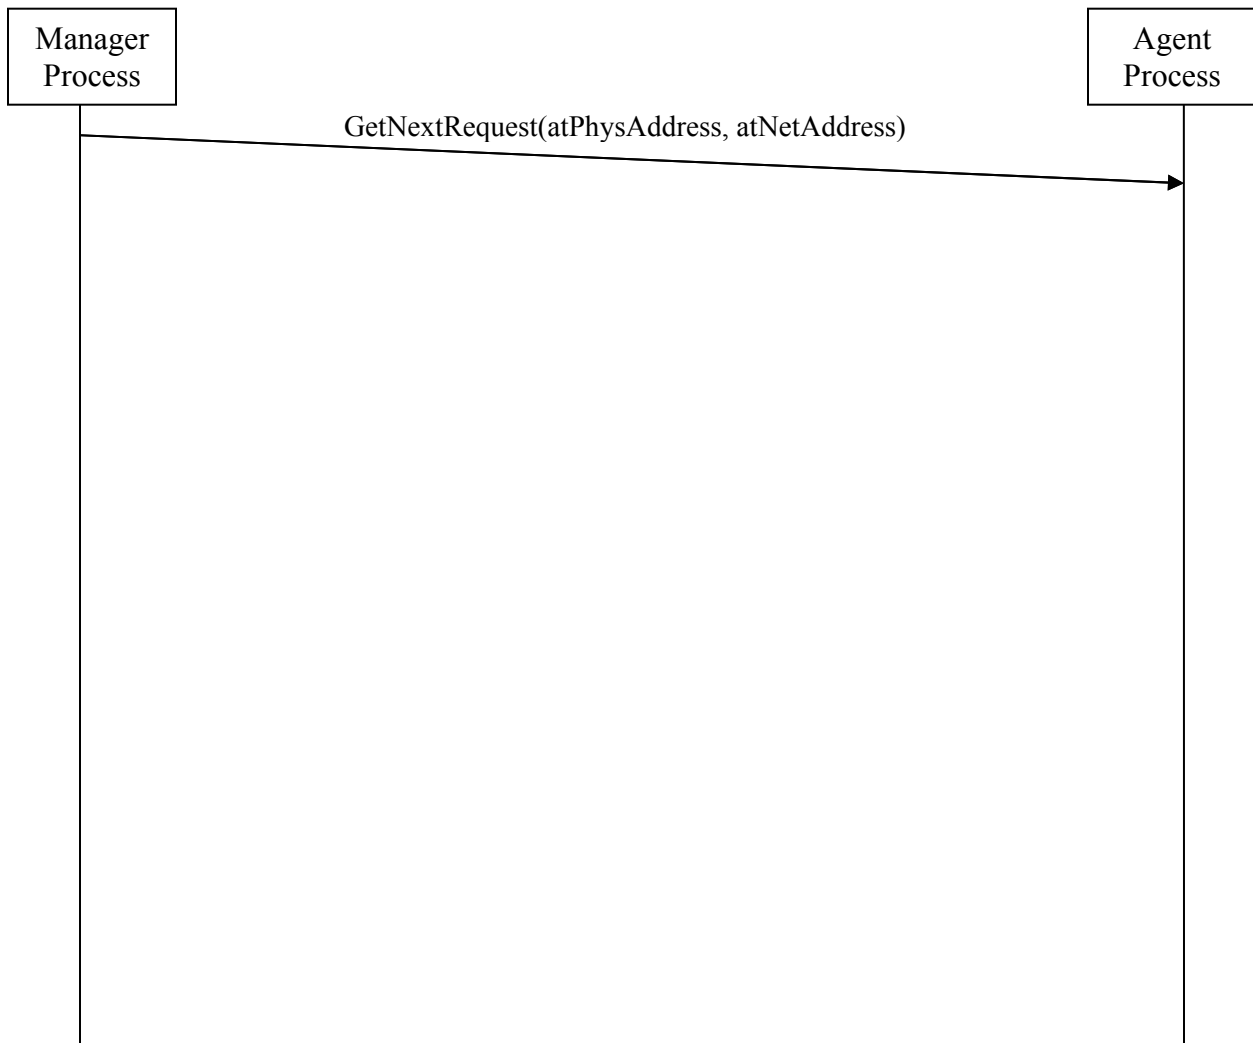 Manager
Process
Agent
Process
GetNextRequest(atPhysAddress, atNetAddress)